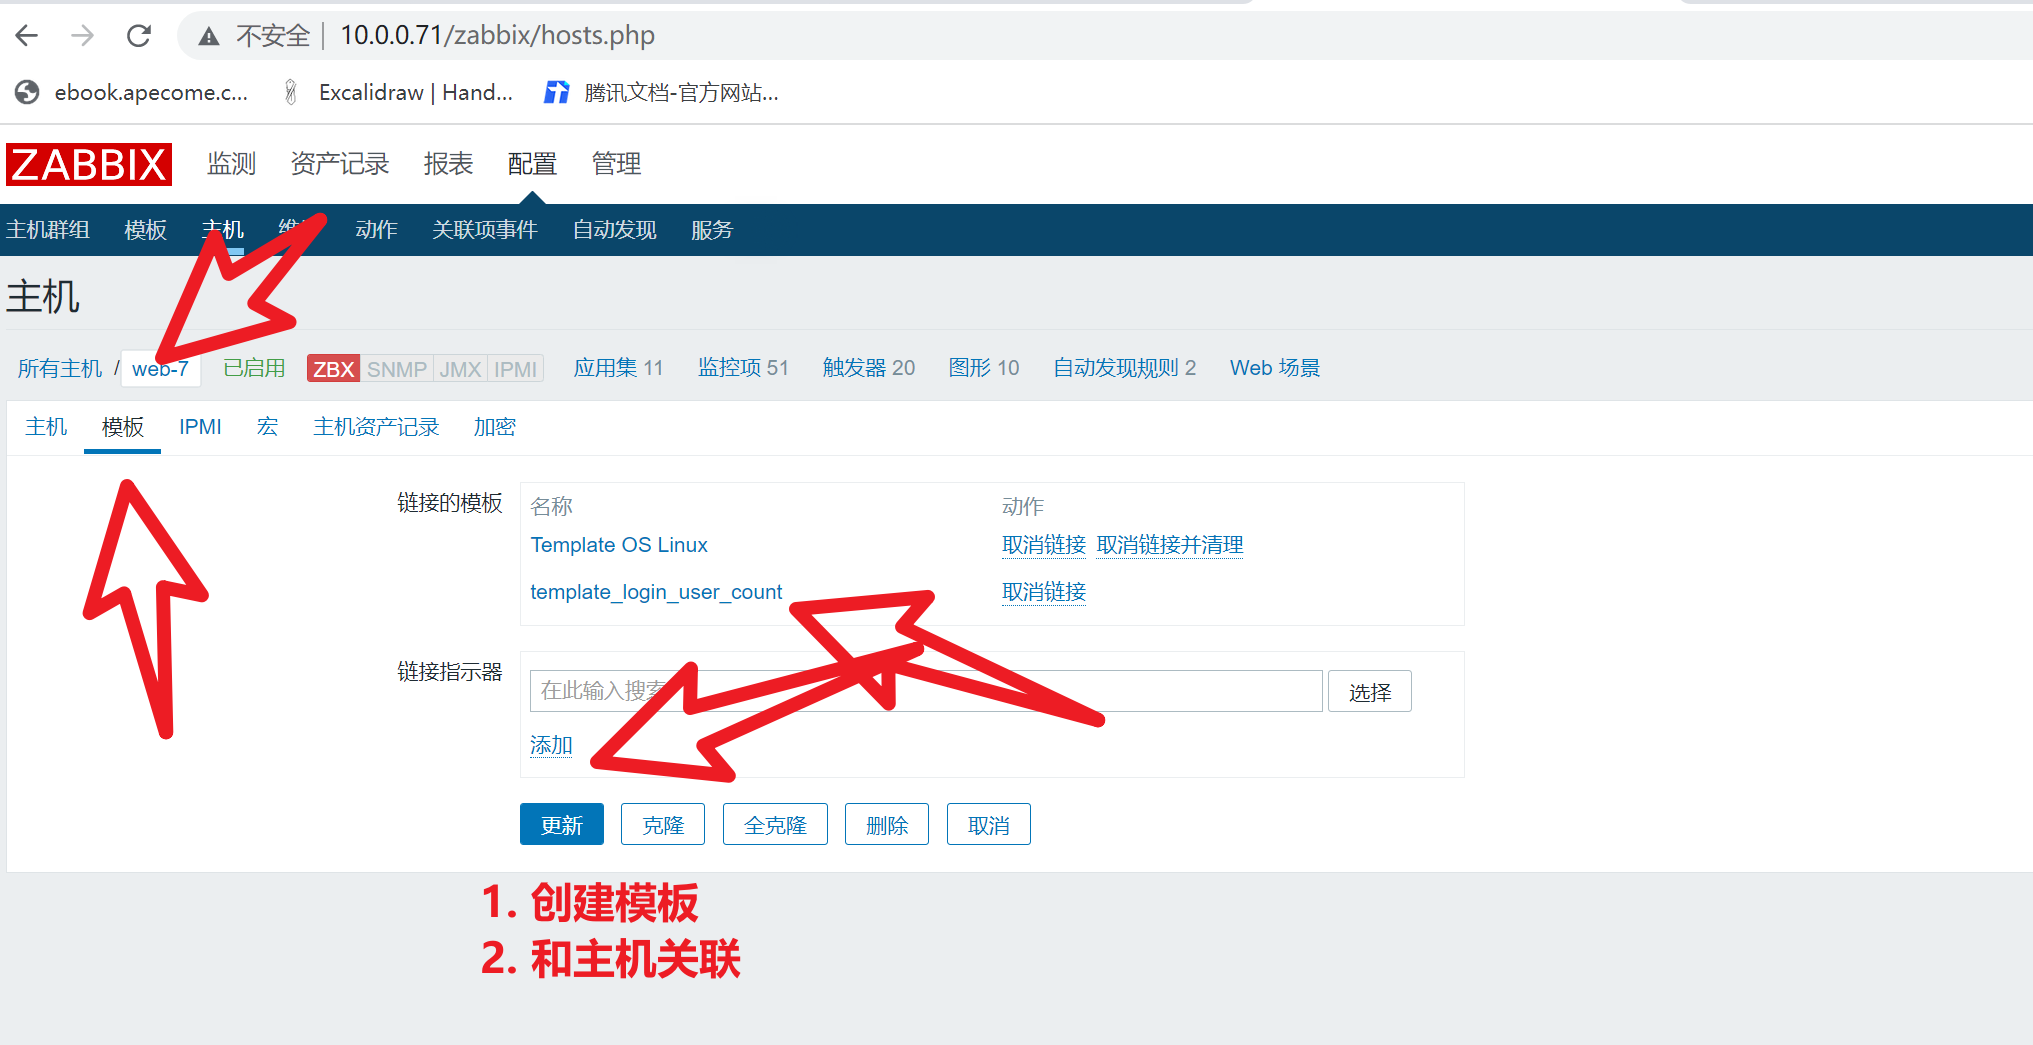 不安全 10.0.0.71/zabbix/hosts.php
ebook.apecome.c... Excalidraw | Hand... 腾讯文档-官方网站...
ZABBIX 监测 资产记录 报表 配置 管理
主机群组 模板 主机 维 动作 关联项事件 自动发现 服务
主机
所有主机 / web-7 已启用 ZBX SNMP JMX IPMI 应用集 11 监控项 51 触发器 20 图形 10 自动发现规则 2 Web 场景
主机 模板 IPMI 宏 主机资产记录 加密
链接的模板 名称 动作
Template OS Linux 取消链接 取消链接并清理
template_login_user_count 取消链接
链接指示器 在此输入搜索 选择
添加
更新 克隆 全克隆 删除 取消
1. 创建模板
2. 和主机关联